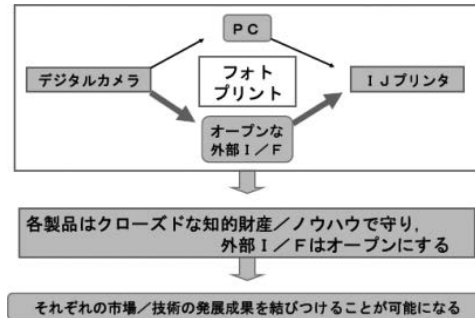 PC
デジタルカメラ
フォト
プリント
IJプリンタ
オープンな
外部I/F
各製品はクローズドな知的財産/ノウハウで守り,
外部I/Fはオープンにする
それぞれの市場/技術の発展成果を結びつけることが可能になる